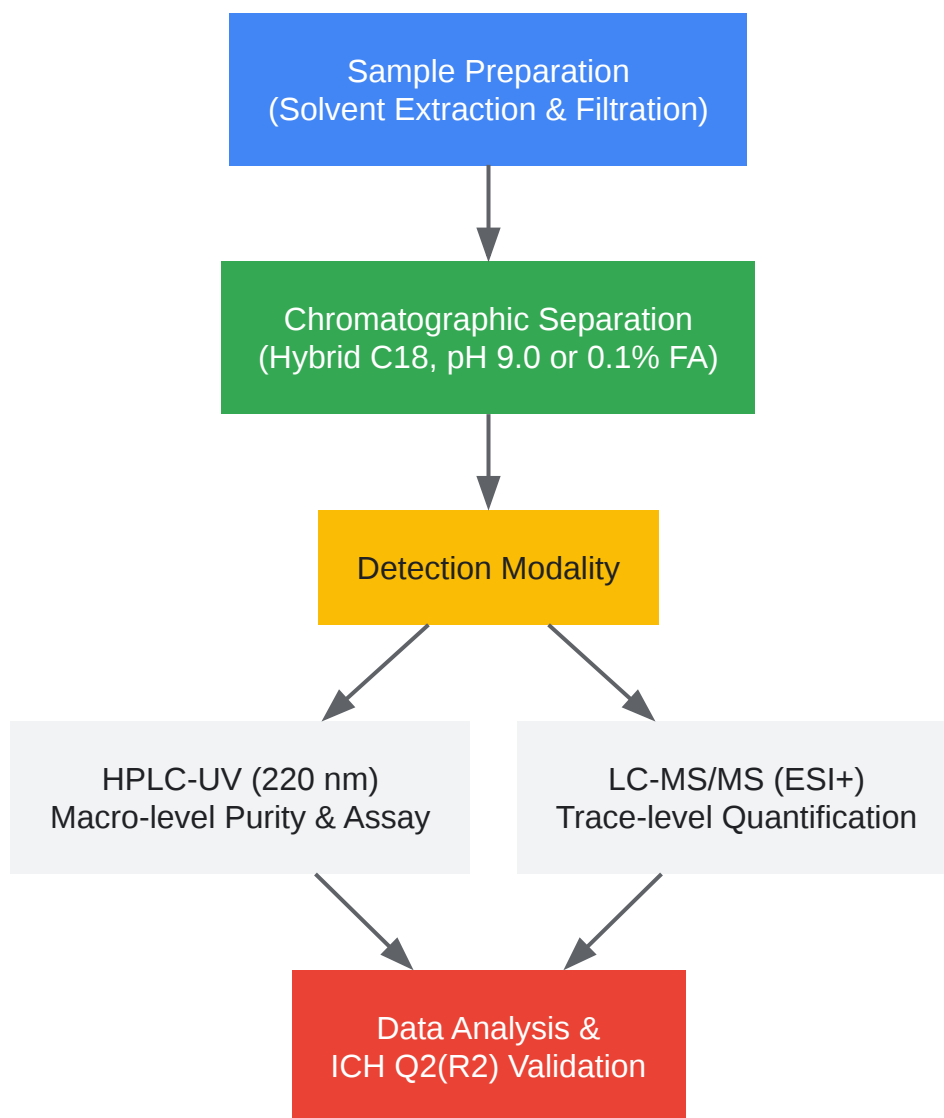 Sample Preparation
(Solvent Extraction & Filtration)
Chromatographic Separation
(Hybrid C18, pH 9.0 or 0.1% FA)
Detection Modality
HPLC-UV (220 nm)
Macro-level Purity & Assay
LC-MS/MS (ESI+)
Trace-level Quantification
Data Analysis &
ICH Q2(R2) Validation